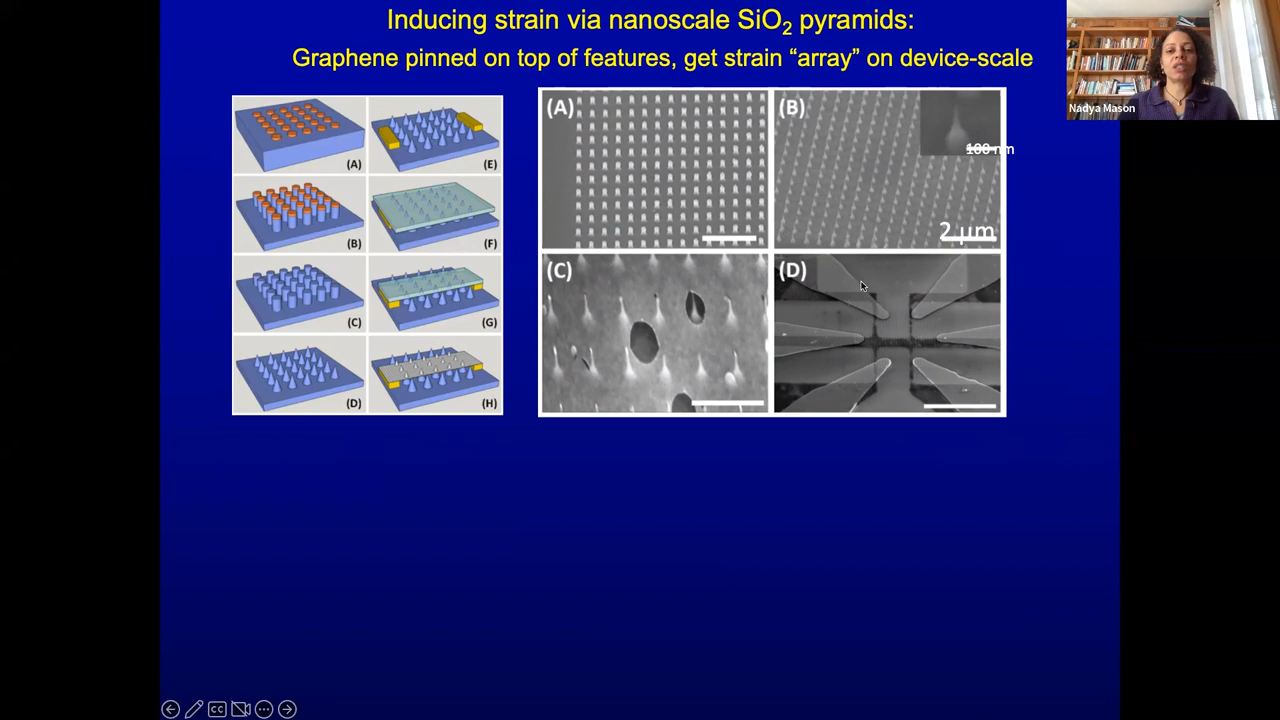 Inducing strain via nanoscale SiO₂ pyramids:
Graphene pinned on top of features, get strain “array” on device-scale
Nadya Mason
(A)
(E)
(B)
(F)
(C)
(G)
(D)
(H)
(A)
(B)
100 nm
2 µm
(C)
(D)
CC